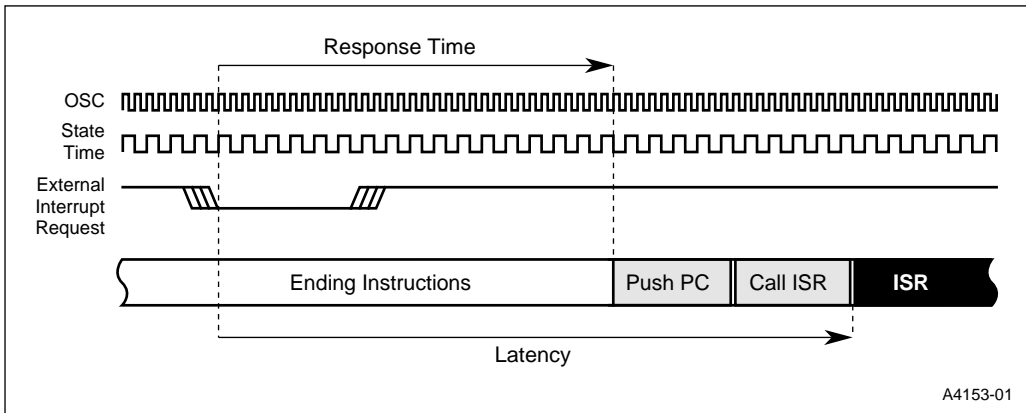 Response Time
OSC
State
Time
External
Interrupt
Request
Ending Instructions
Push PC
Call ISR
ISR
Latency
A4153-01